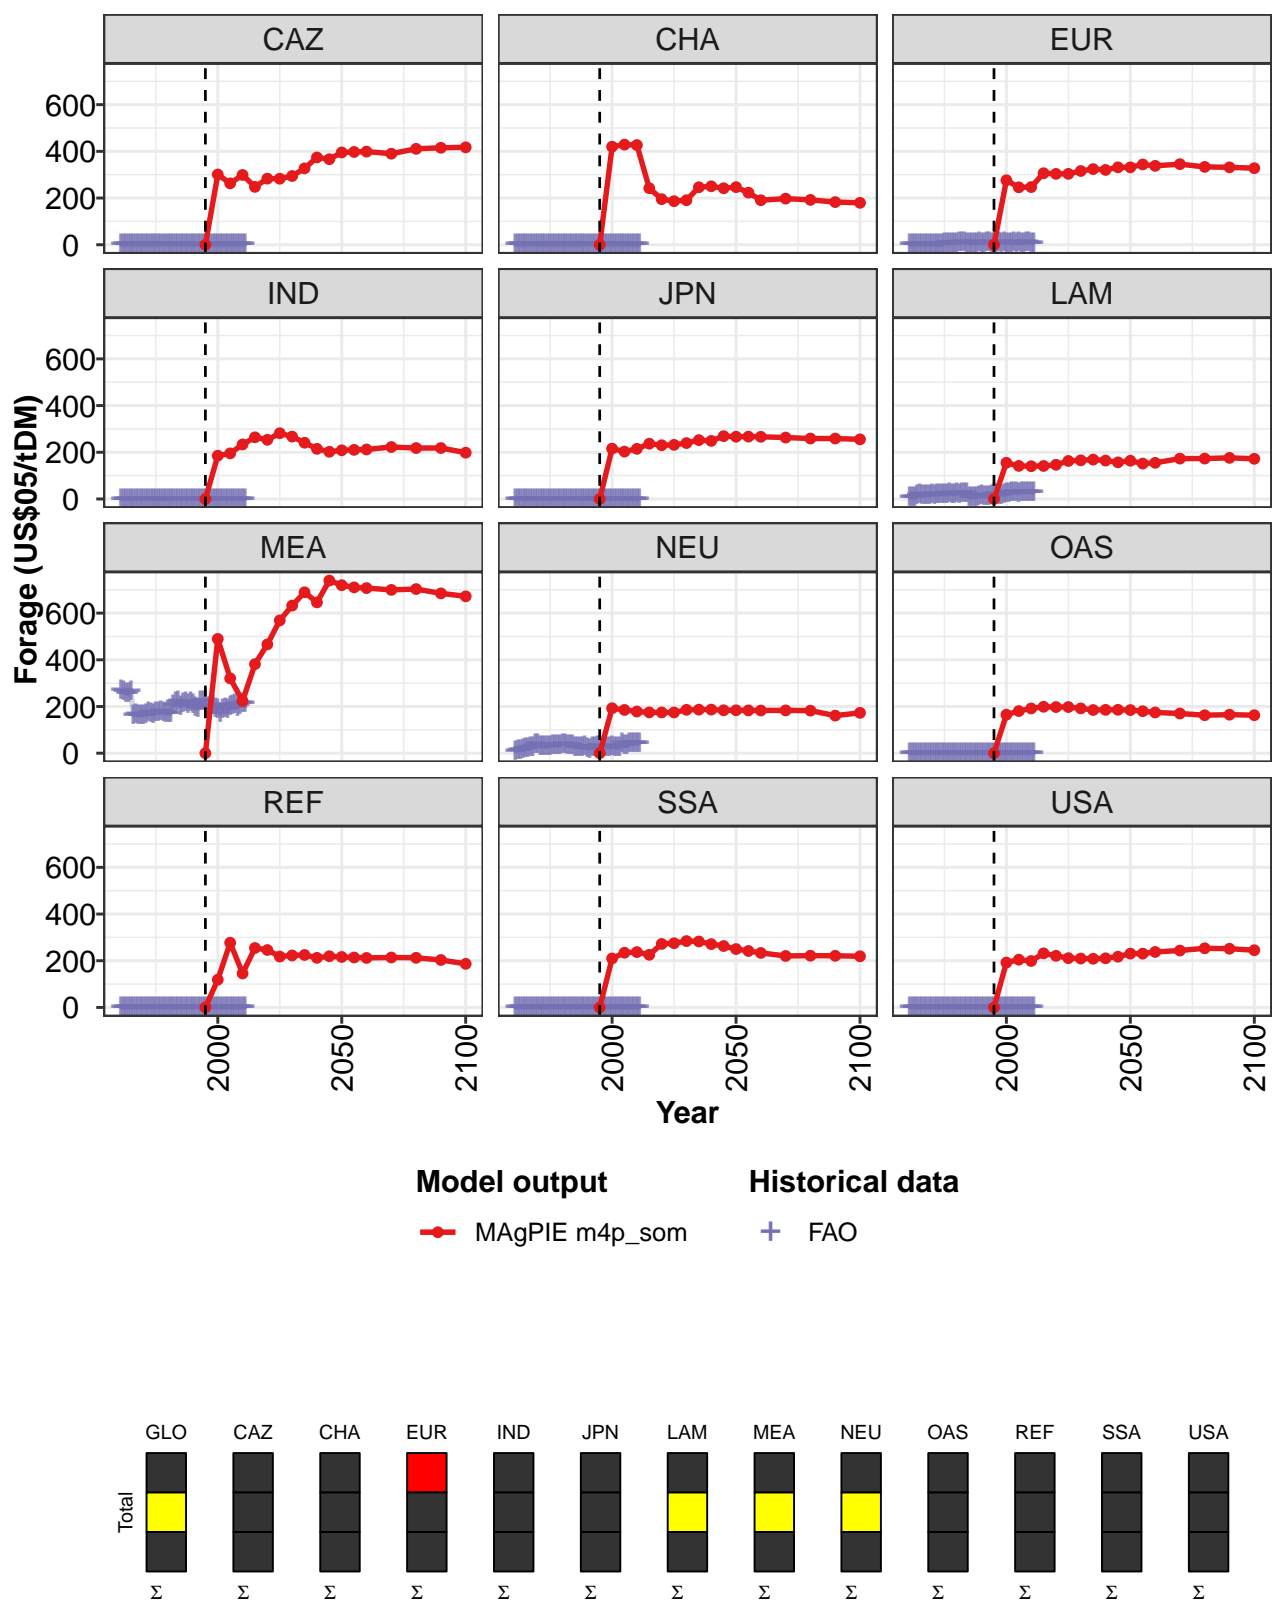 CAZ CHA EUR
600
400
200
0
IND JPN LAM
600
400
200
0
Forage (US$05/tDM)
MEA NEU OAS
600
400
200
0
REF SSA USA
600
400
200
0
2000 2050 2100 2000 2050 2100 2000 2050 2100
Year
Model output Historical data
MAgPIE m4p_som FAO
GLO CAZ CHA EUR IND JPN LAM MEA NEU OAS REF SSA USA
Total
Σ Σ Σ Σ Σ Σ Σ Σ Σ Σ Σ Σ Σ